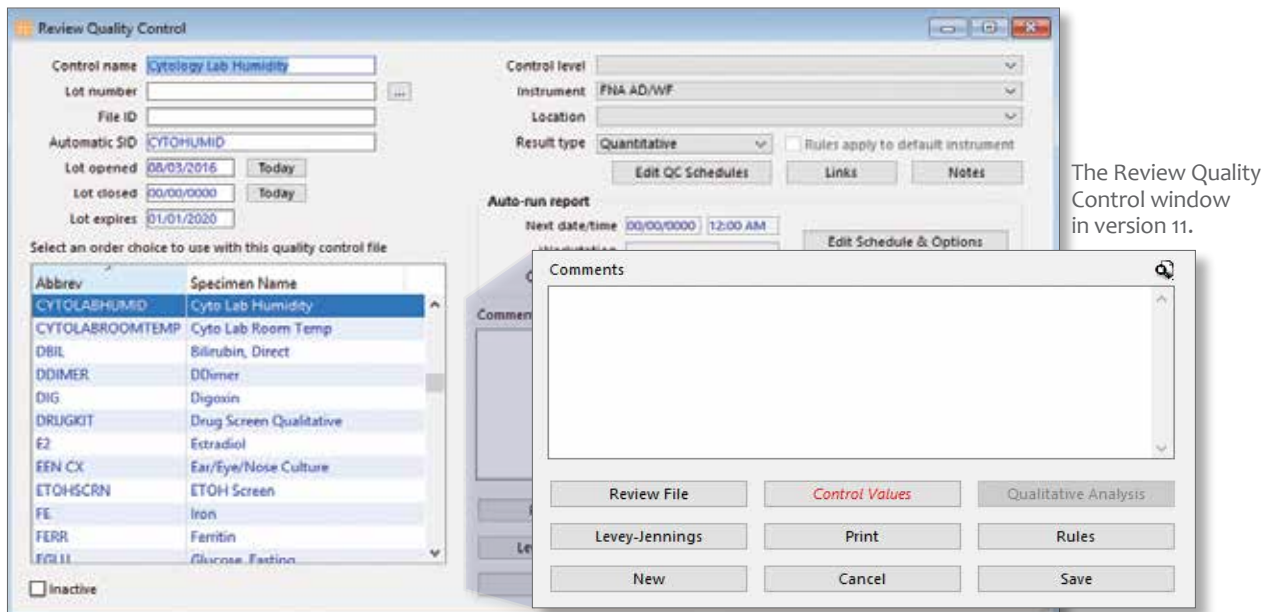 Review Quality Control
Control name Cytology Lab Humidity
Lot number ...
File ID
Automatic SID CYTOHUMID
Lot opened 08/03/2016 Today
Lot closed 00/00/0000 Today
Lot expires 01/01/2020
Select an order choice to use with this quality control file
Abbrev Specimen Name
CYTOLABHUMID Cyto Lab Humidity
CYTOLABROOMTEMP Cyto Lab Room Temp
DBIL Bilirubin, Direct
DDIMER DDimer
DIG Digoxin
DRUGKIT Drug Screen Qualitative
E2 Estradiol
EEN CX Ear/Eye/Nose Culture
ETOHSCRN ETOH Screen
FE Iron
FERR Ferritin
FGLU Glucose, Fasting
Inactive
Control level
Instrument FNA AD/WF
Location
Result type Quantitative Rules apply to default instrument
Edit QC Schedules Links Notes
Auto-run report
Next date/time 00/00/0000 12:00 AM
Edit Schedule & Options
Commen
Le
Comments
Review File Control Values Qualitative Analysis
Levey-Jennings Print Rules
New Cancel Save
The Review Quality
Control window
in version 11.